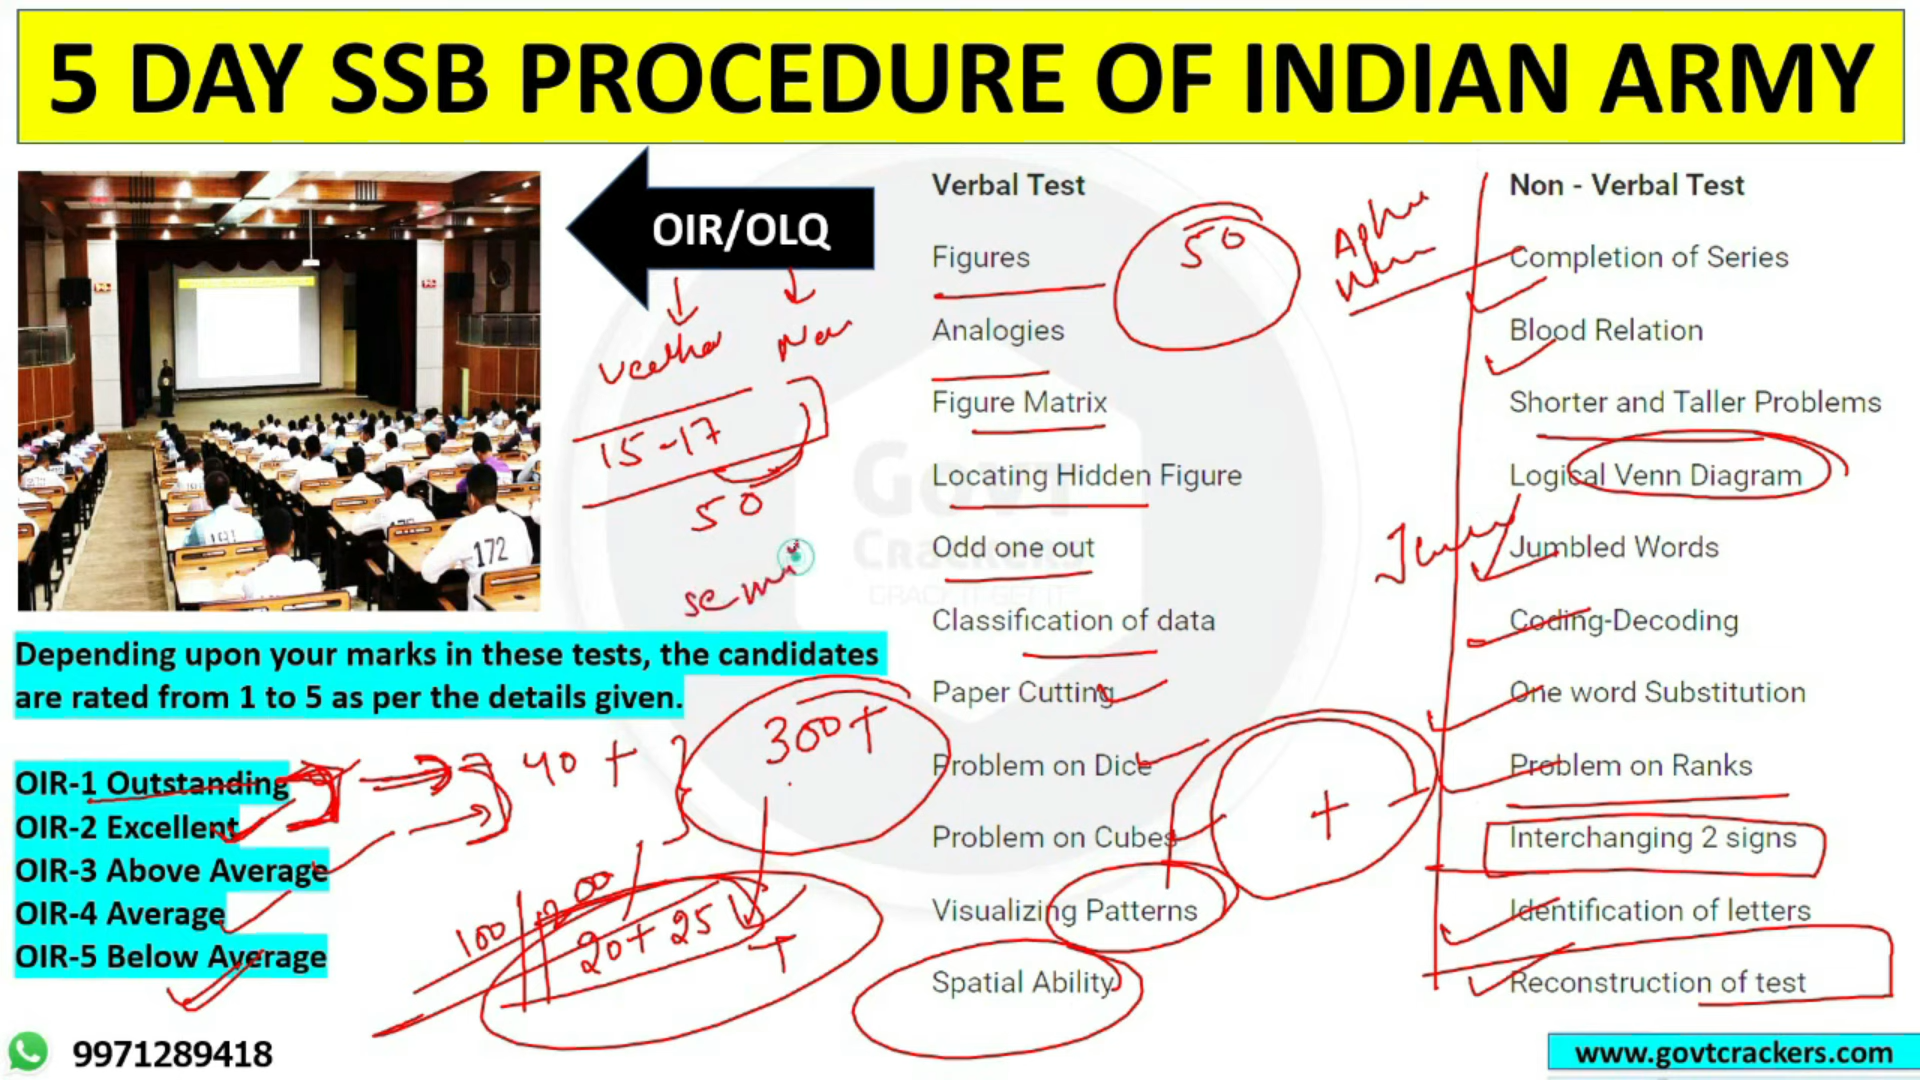 5 DAY SSB PROCEDURE OF INDIAN ARMY
OIR/OLQ
15-17
50
172
Depending upon your marks in these tests, the candidates
are rated from 1 to 5 as per the details given.
OIR-1 Outstanding
OIR-2 Excellent
OIR-3 Above Average
OIR-4 Average
OIR-5 Below Average
40 +
300+
100
200
20+25
+
9971289418
Verbal Test
Figures
50
Analogies
Figure Matrix
Locating Hidden Figure
Odd one out
Classification of data
Paper Cutting
Problem on Dice
Problem on Cubes
Visualizing Patterns
Spatial Ability
+
GOVT
CRACKERS
Non - Verbal Test
Completion of Series
Blood Relation
Shorter and Taller Problems
Logical Venn Diagram
Jumbled Words
Coding-Decoding
One word Substitution
Problem on Ranks
Interchanging 2 signs
Identification of letters
Reconstruction of test
www.govtcrackers.com